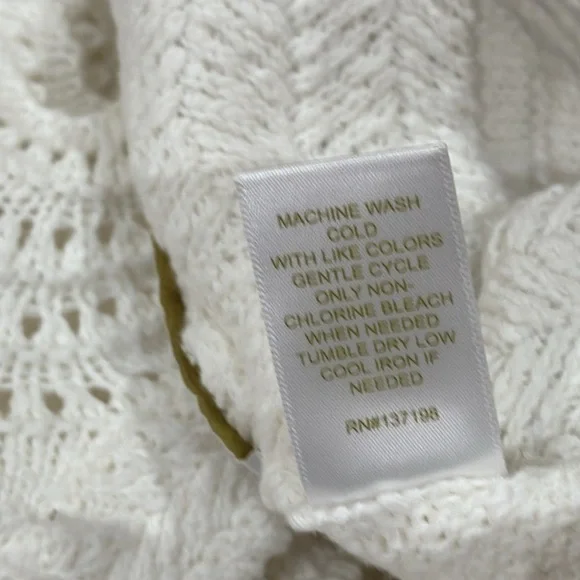 MACHINE WASH
COLD
WITH LIKE COLORS
GENTLE CYCLE
ONLY NON-
CHLORINE BLEACH
WHEN NEEDED
TUMBLE DRY LOW
COOL IRON IF
NEEDED
RN#137198